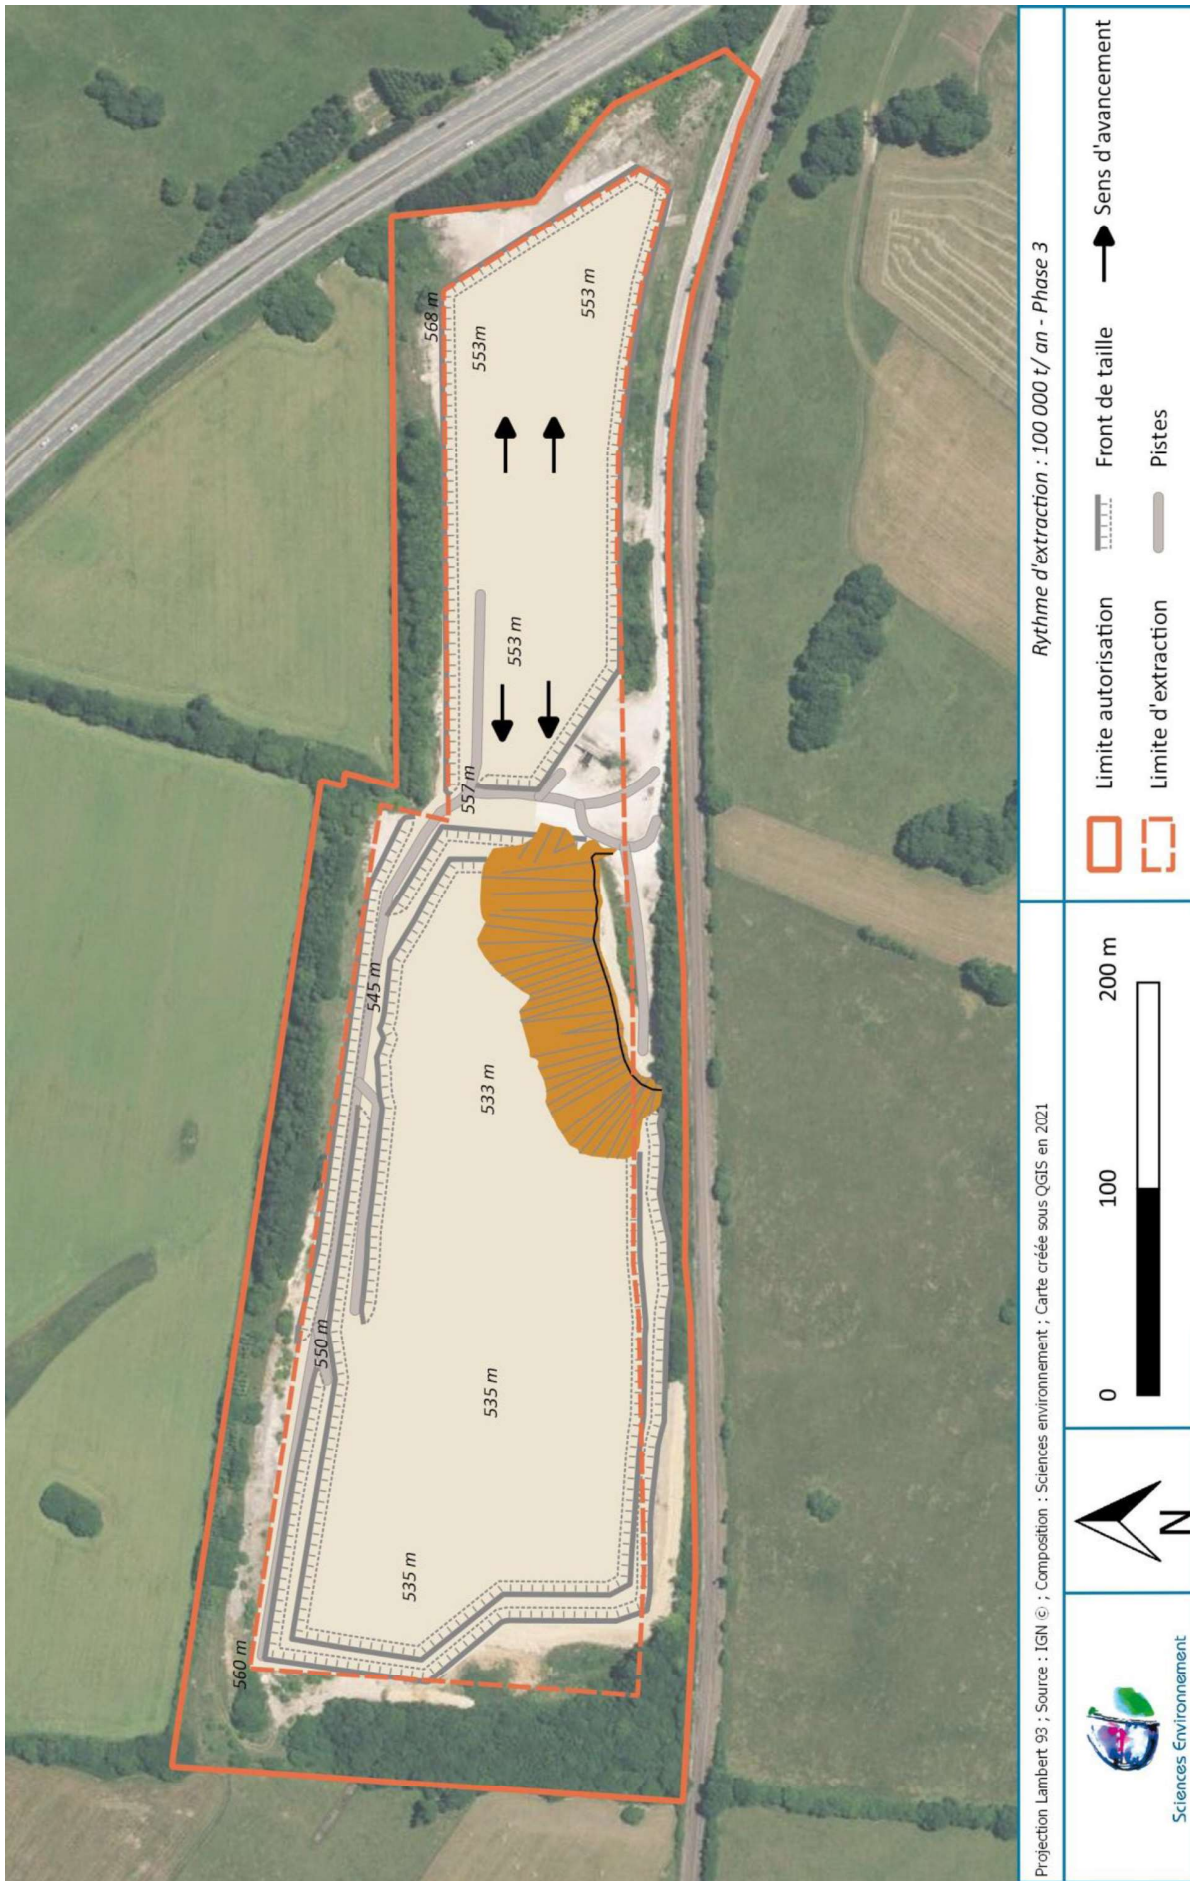 560 m
550 m
545 m
557 m
568 m
535 m
535 m
533 m
553 m
553m
553 m
Projection Lambert 93 ; Source : IGN © ; Composition : Sciences environnement ; Carte créée sous QGIS en 2021
Rythme d'extraction : 100 000 t/ an - Phase 3
Sciences Environnement
N
0 100 200 m
Limite autorisation
Front de taille
Sens d'avancement
Limite d'extraction
Pistes